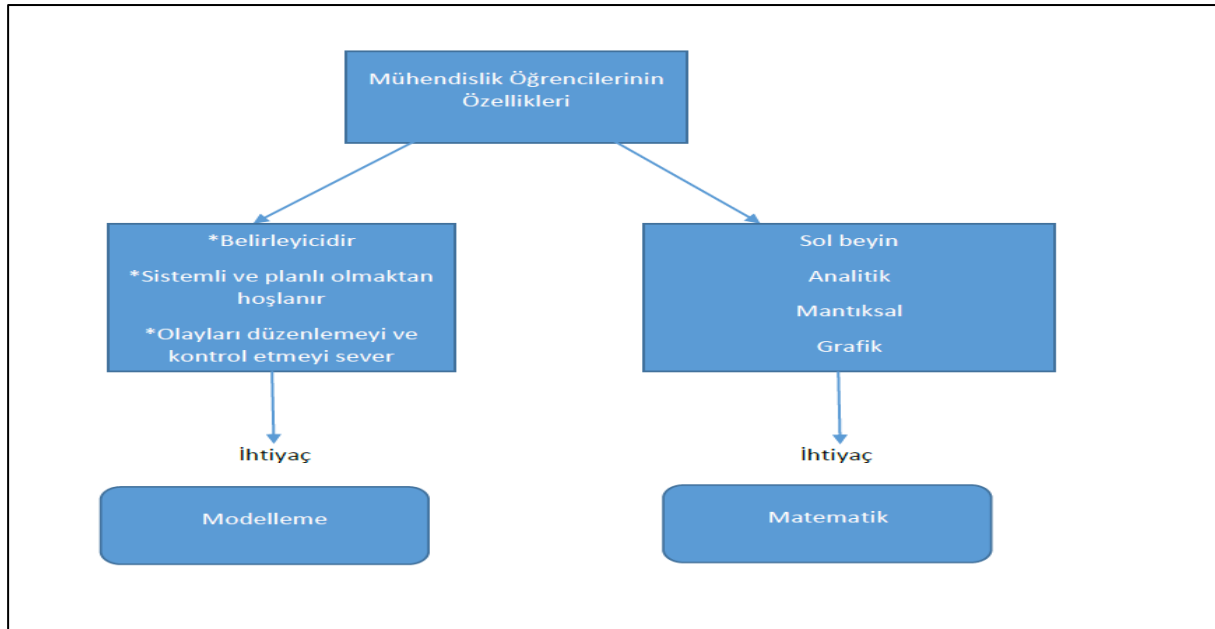 Mühendislik Öğrencilerinin
Özellikleri
*Belirleyicidir
*Sistemli ve planlı olmaktan
hoşlanır
*Olayları düzenlemeyi ve
kontrol etmeyi sever
Sol beyin
Analitik
Mantıksal
Grafik
İhtiyaç
İhtiyaç
Modelleme
Matematik